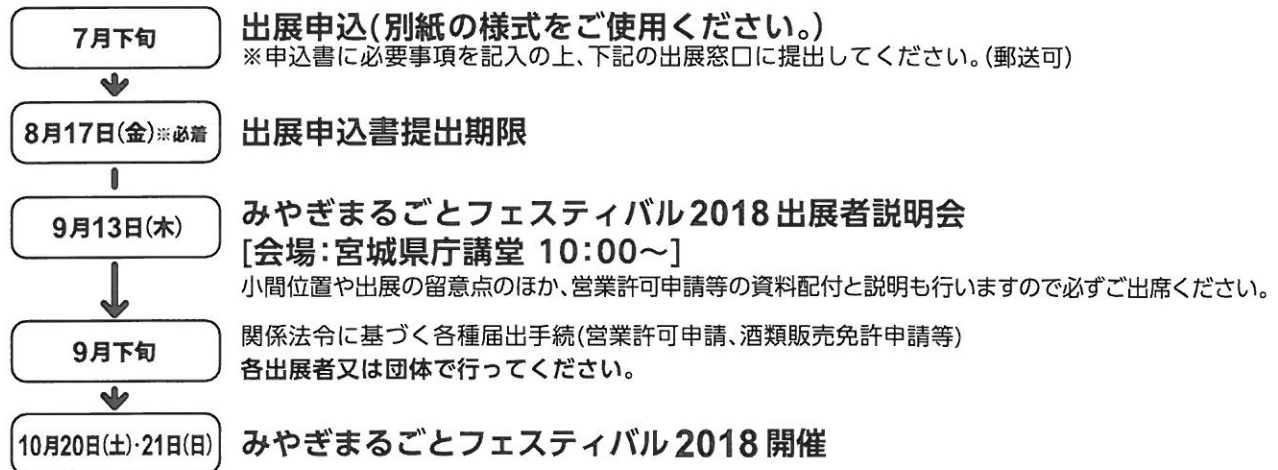 7月下旬
出展申込(別紙の様式をご使用ください。)
※申込書に必要事項を記入の上、下記の出展窓口に提出してください。(郵送可)
8月17日(金)※必着
出展申込書提出期限
9月13日(木)
みやぎまるごとフェスティバル2018出展者説明会
[会場:宮城県庁講堂 10:00~]
小間位置や出展の留意点のほか、営業許可申請等の資料配付と説明も行いますので必ずご出席ください。
9月下旬
関係法令に基づく各種届出手続(営業許可申請、酒類販売免許申請等)
各出展者又は団体で行ってください。
10月20日(土)・21日(日)
みやぎまるごとフェスティバル2018開催